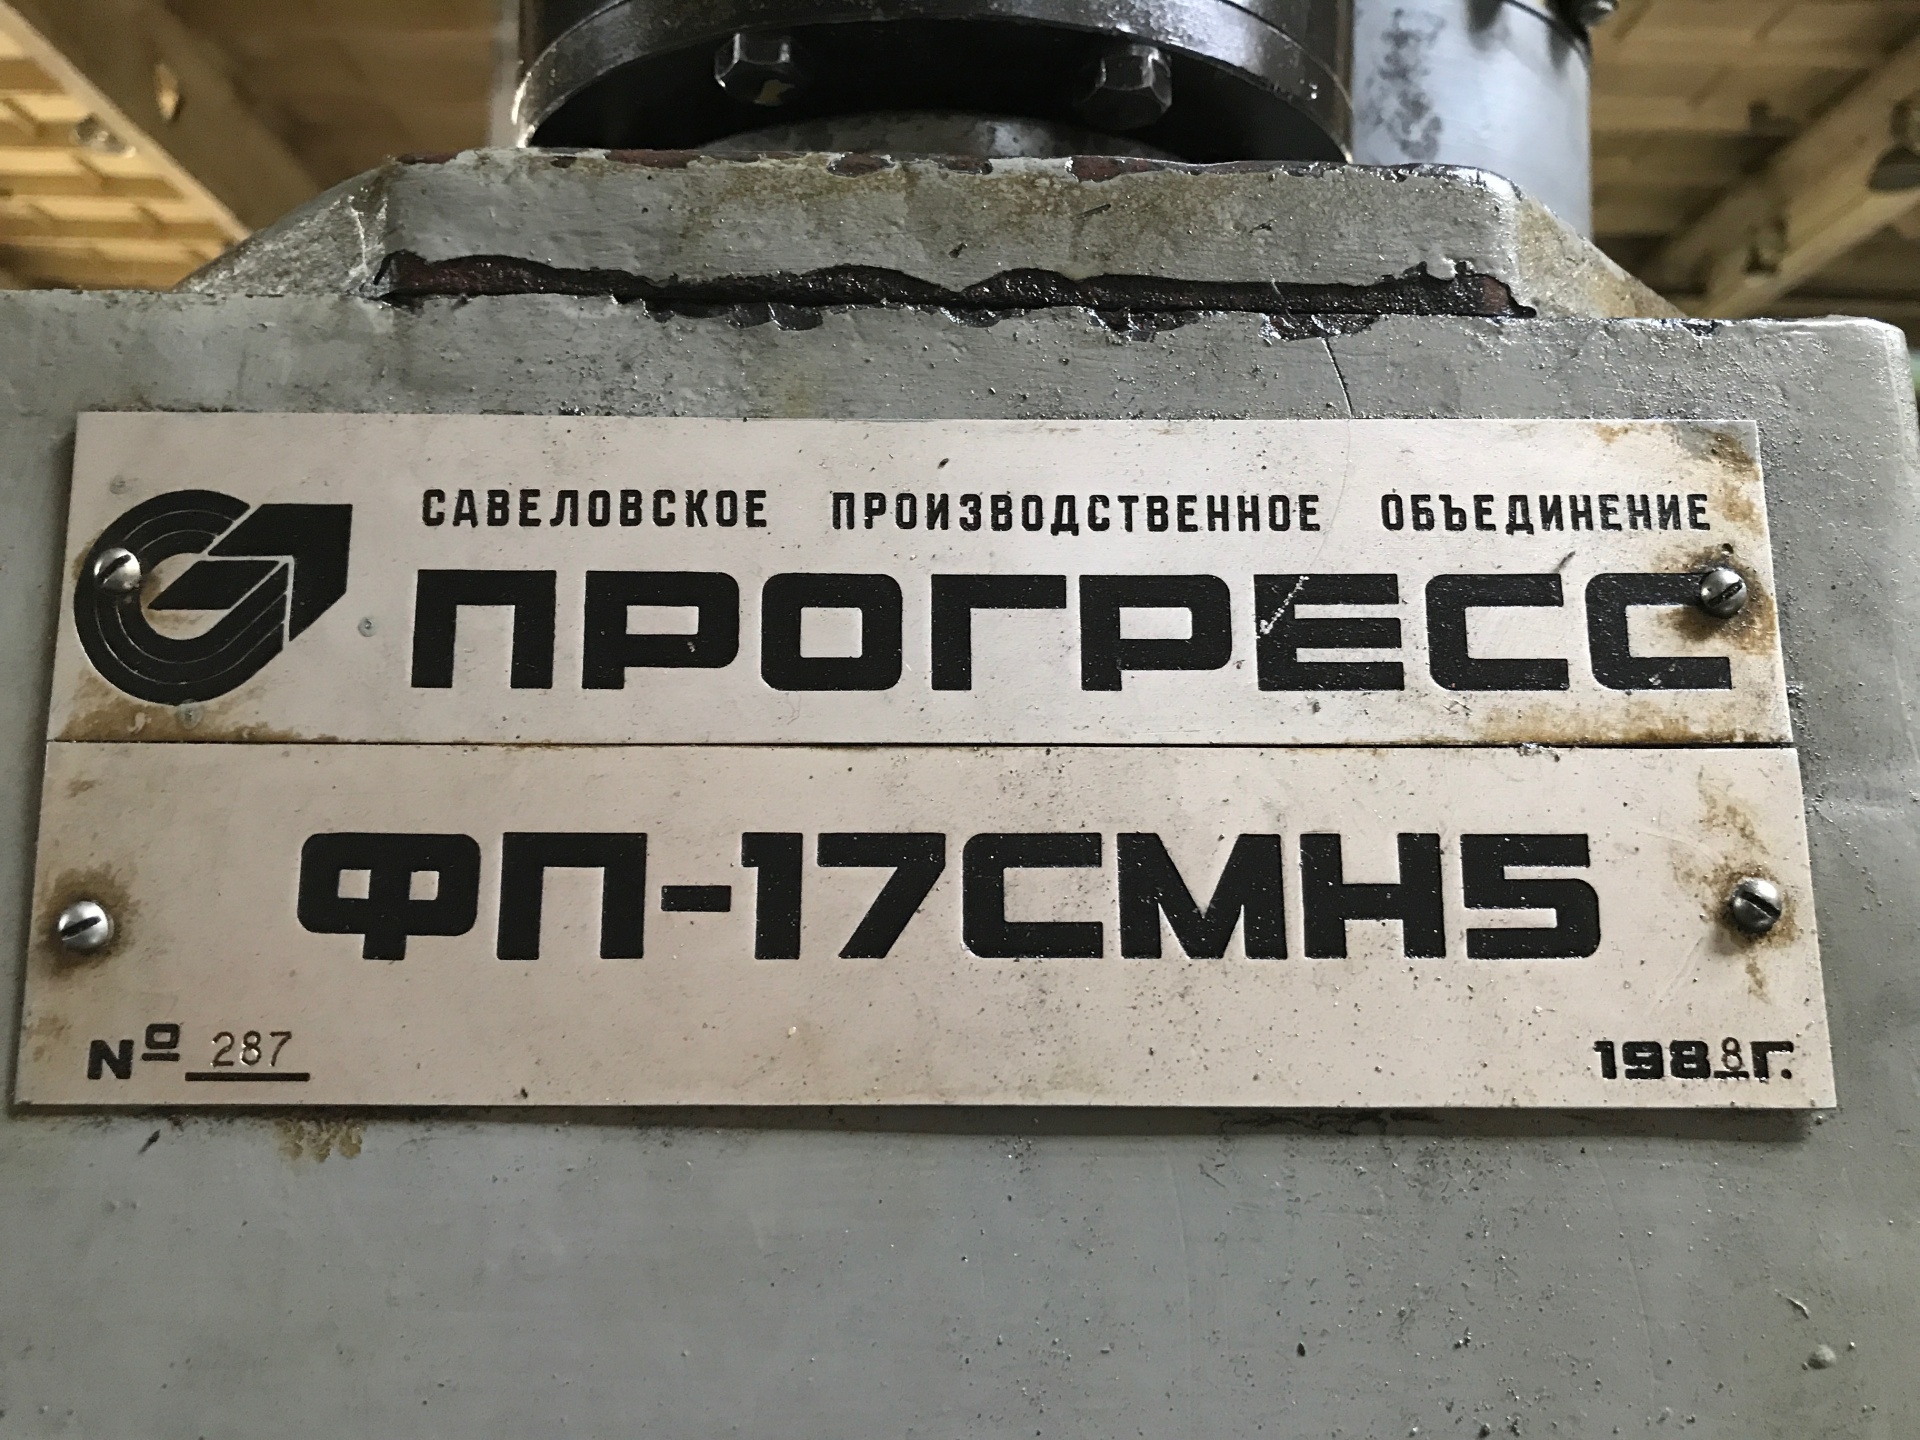 САВЕЛОВСКОЕ ПРОИЗВОДСТВЕННОЕ ОБЪЕДИНЕНИЕ
ПРОГРЕСС
ФП-17СМН5
№ 287
1988г.